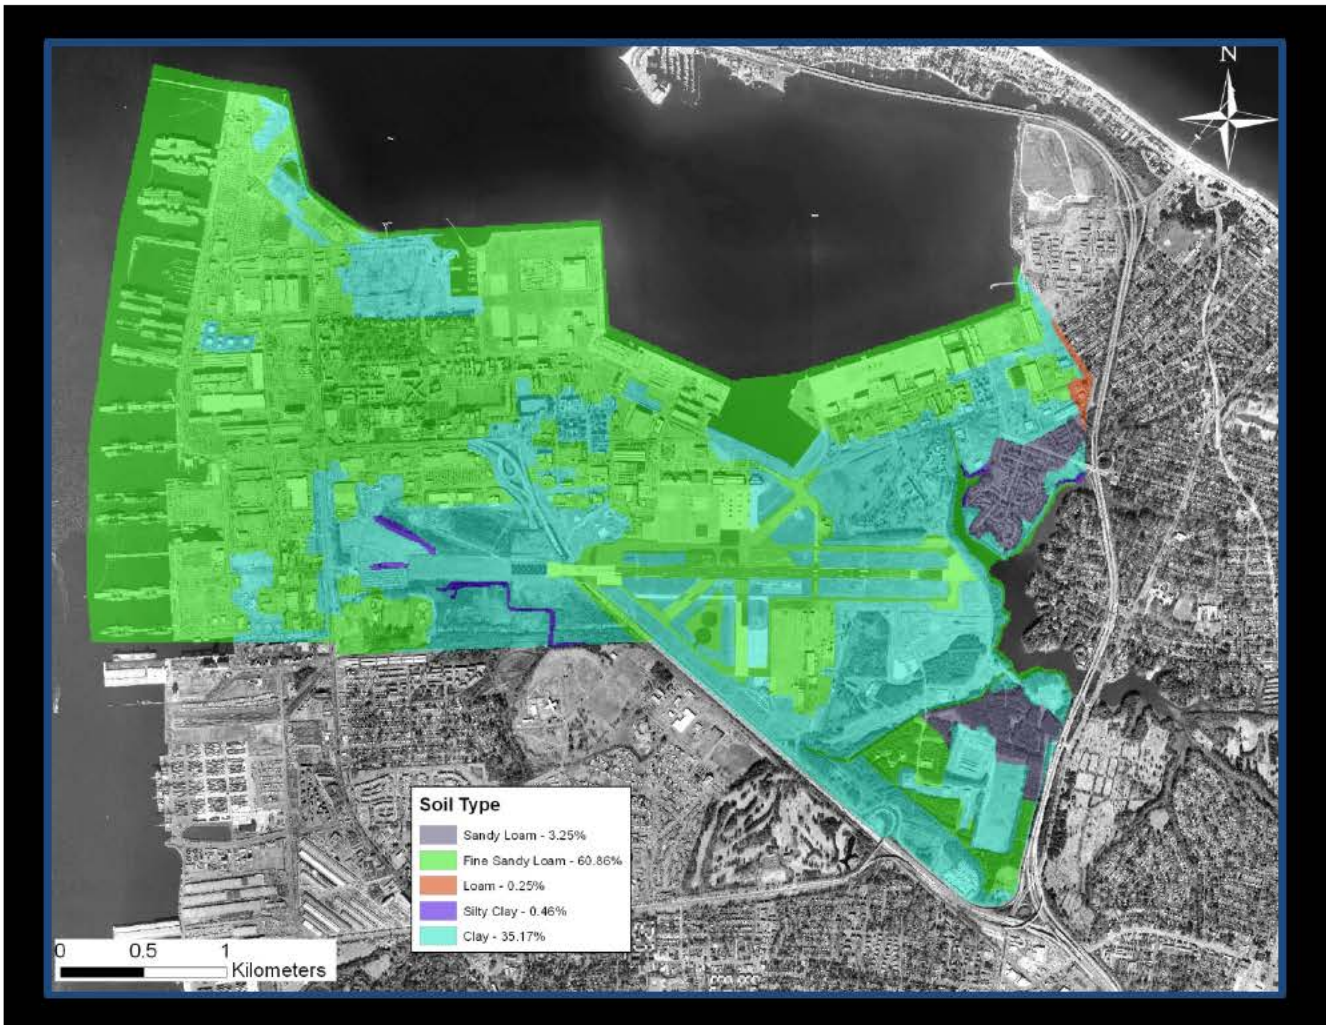 N
Soil Type
Sandy Loam - 3.25%
Fine Sandy Loam - 60.86%
Loam - 0.25%
Silty Clay - 0.46%
Clay - 35.17%
0 0.5 1
Kilometers